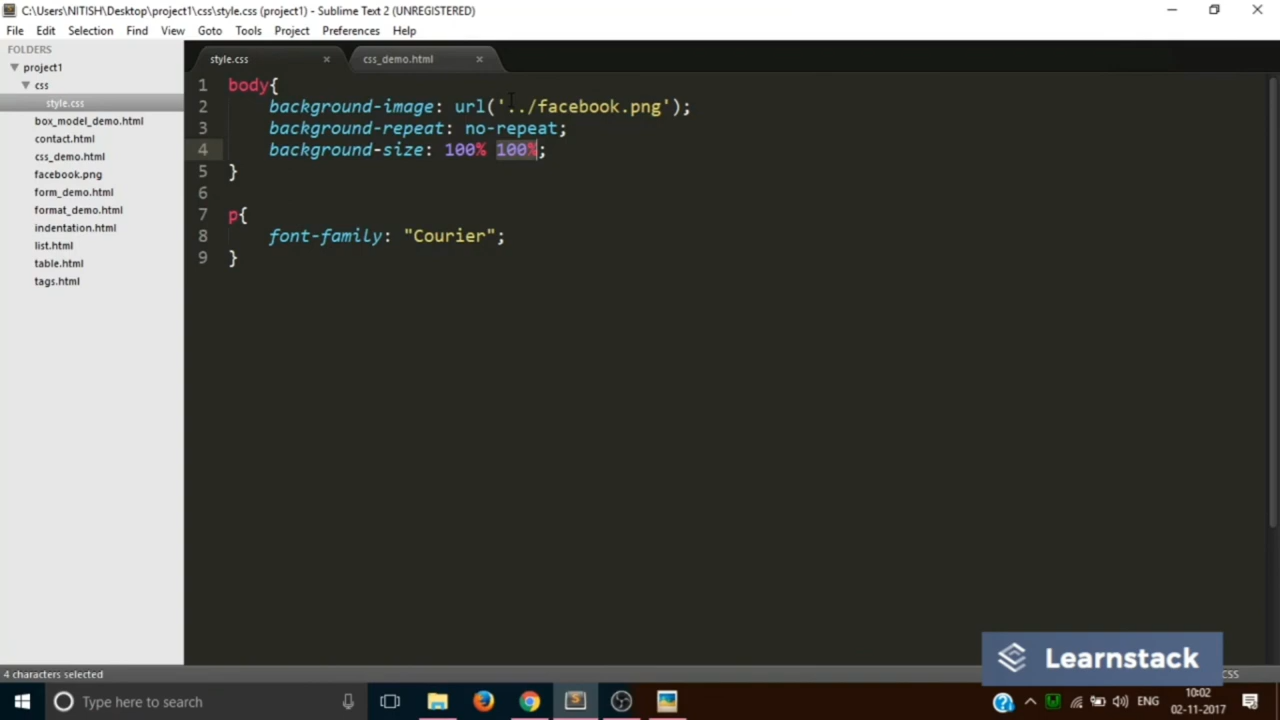 C:\Users\NITISH\Desktop\project1\css\style.css (project1) - Sublime Text 2 (UNREGISTERED)
File Edit Selection Find View Goto Tools Project Preferences Help
FOLDERS
project1
css
style.css
box_model_demo.html
contact.html
css_demo.html
facebook.png
form_demo.html
format_demo.html
indentation.html
list.html
table.html
tags.html
style.css × css_demo.html ×
1 body{
2 background-image: url('../facebook.png');
3 background-repeat: no-repeat;
4 background-size: 100% 100%;
5 }
6
7 p{
8 font-family: "Courier";
9 }
Learnstack
4 characters selected
CSS
Type here to search
ENG
10:02
02-11-2017